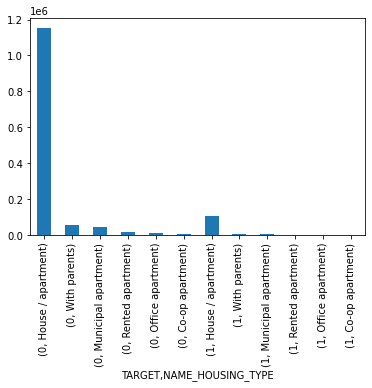 1e6
1.2
1.0
0.8
0.6
0.4
0.2
0.0
(0, House / apartment)
(0, With parents)
(0, Municipal apartment)
(0, Rented apartment)
(0, Office apartment)
(0, Co-op apartment)
(1, House / apartment)
(1, With parents)
(1, Municipal apartment)
(1, Rented apartment)
(1, Office apartment)
(1, Co-op apartment)
TARGET,NAME_HOUSING_TYPE